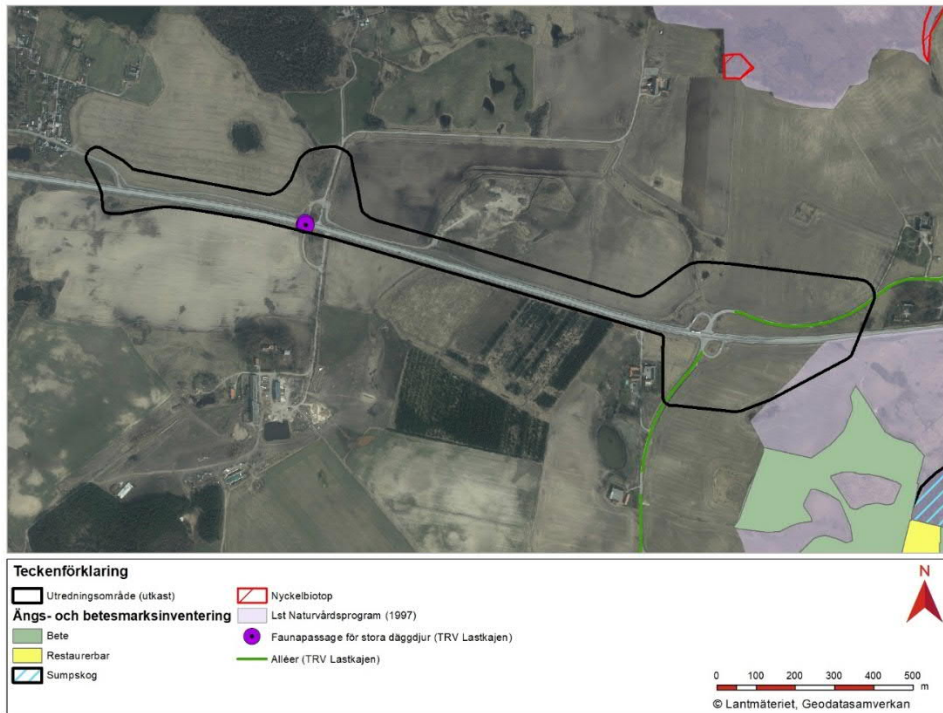 Teckenförklaring
Utredningsområde (utkast)
Ängs- och betesmarksinventering
Bete
Restaurerbar
Sumpskog
Nyckelbiotop
Lst Naturvårdsprogram (1997)
Faunapassage för stora däggdjur (TRV Lastkajen)
Alléer (TRV Lastkajen)
N
0 100 200 300 400 500
m
© Lantmäteriet, Geodatasamverkan